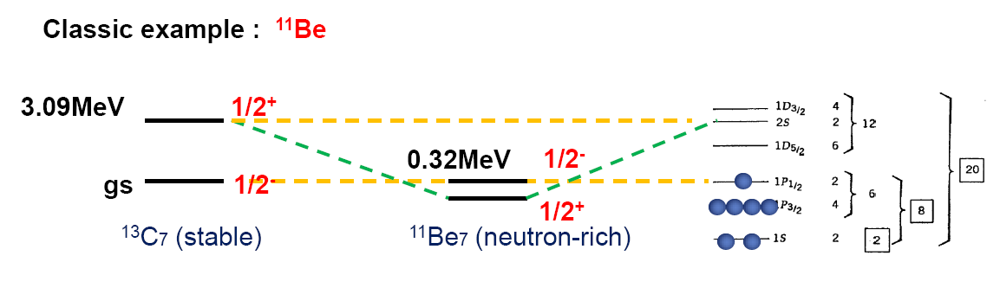 Classic example : ¹¹Be
3.09MeV
1/2⁺
gs
1/2⁻
¹³C₇ (stable)
0.32MeV
1/2⁻
1/2⁺
¹¹Be₇ (neutron-rich)
1D₃/₂ 4
2S 2
12
1D₅/₂ 6
1P₁/₂ 2
6
1P₃/₂ 4
8
1S 2
2
20